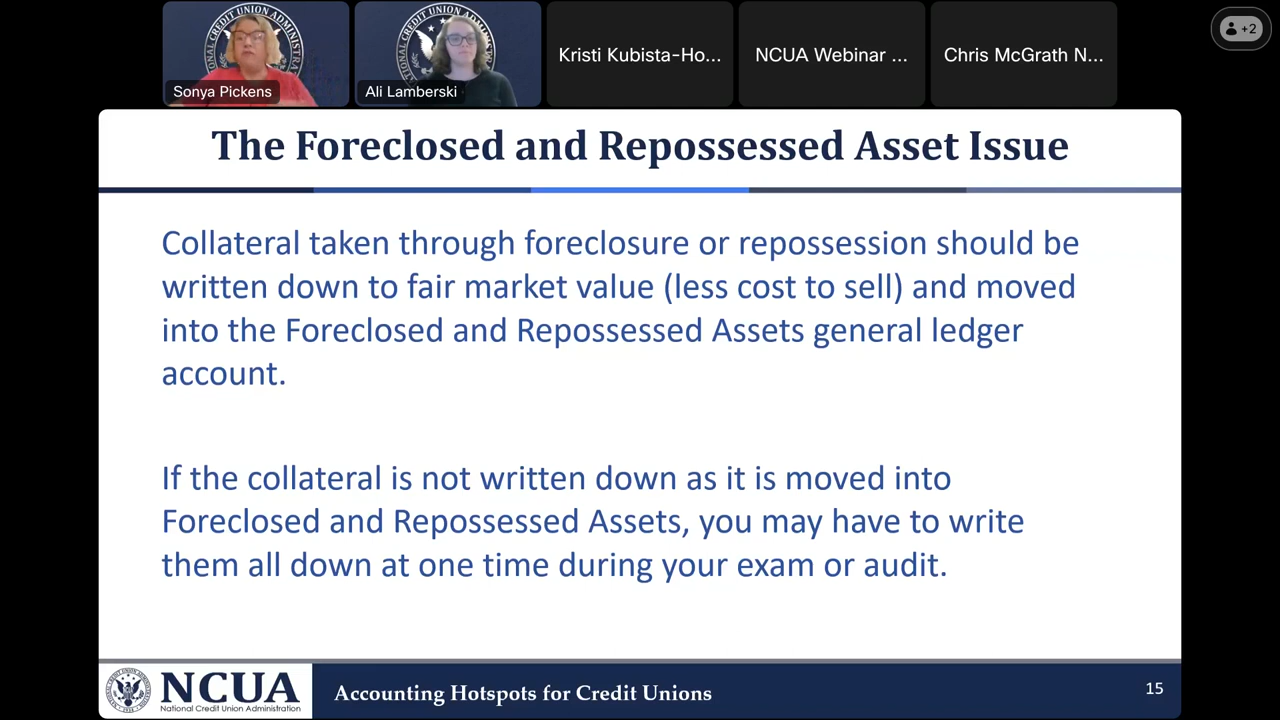 Sonya Pickens
Ali Lamberski
Kristi Kubista-Ho...
NCUA Webinar ...
Chris McGrath N...
+2
The Foreclosed and Repossessed Asset Issue
Collateral taken through foreclosure or repossession should be
written down to fair market value (less cost to sell) and moved
into the Foreclosed and Repossessed Assets general ledger
account.
If the collateral is not written down as it is moved into
Foreclosed and Repossessed Assets, you may have to write
them all down at one time during your exam or audit.
NCUA
National Credit Union Administration
Accounting Hotspots for Credit Unions
15